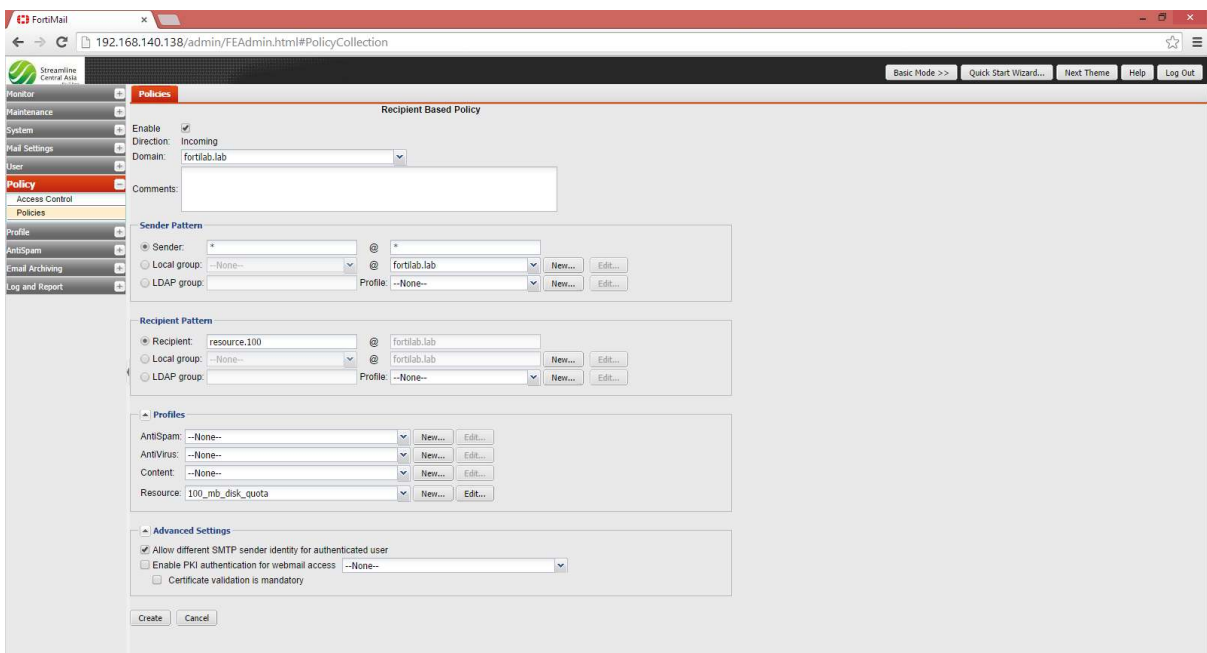 FortiMail
192.168.140.138/admin/FEAdmin.html#PolicyCollection
Streamline
Central Asia
Basic Mode >> Quick Start Wizard... Next Theme Help Log Out
Monitor
Maintenance
System
Mail Settings
User
Policy
Access Control
Policies
Profile
AntiSpam
Email Archiving
Log and Report
Policies
Recipient Based Policy
Enable
Direction: Incoming
Domain: fortilab.lab
Comments:
Sender Pattern
Sender: * @ *
Local group: --None-- @ fortilab.lab New... Edit...
LDAP group: Profile: --None-- New... Edit...
Recipient Pattern
Recipient: resource.100 @ fortilab.lab
Local group: --None-- @ fortilab.lab New... Edit...
LDAP group: Profile: --None-- New... Edit...
Profiles
AntiSpam: --None-- New... Edit...
AntiVirus: --None-- New... Edit...
Content: --None-- New... Edit...
Resource: 100_mb_disk_quota New... Edit...
Advanced Settings
Allow different SMTP sender identity for authenticated user
Enable PKI authentication for webmail access --None--
Certificate validation is mandatory
Create Cancel